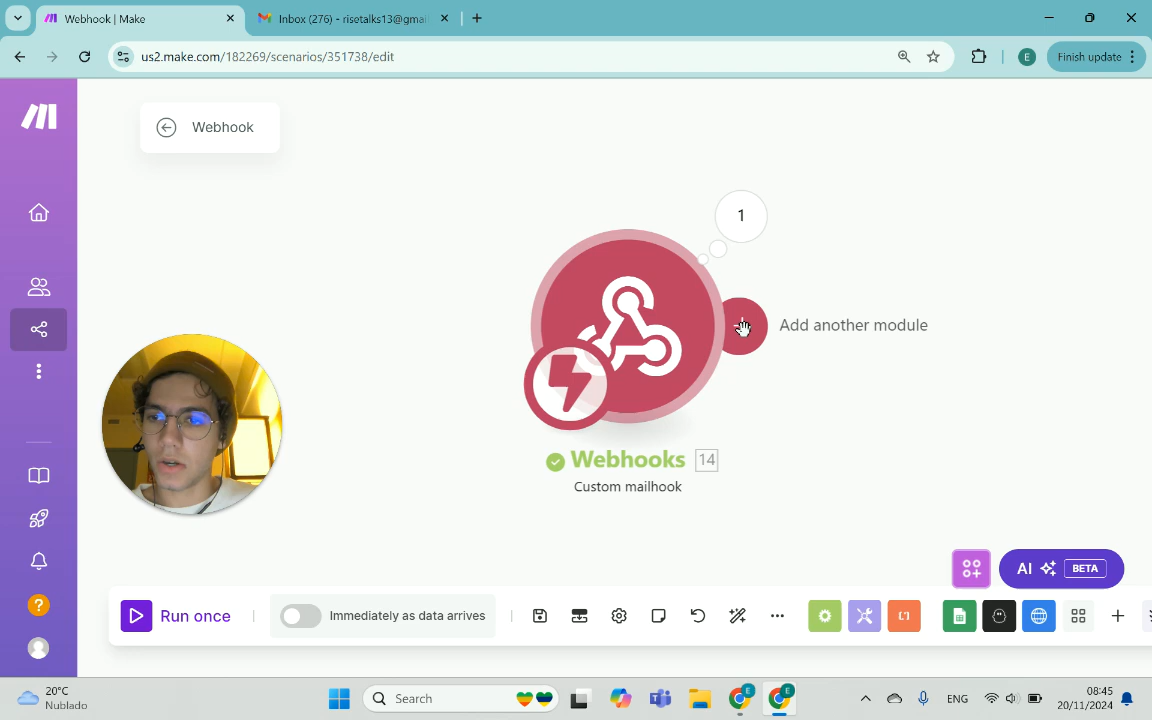 Webhook | Make
Inbox (276) - risetalks13@gmai
us2.make.com/182269/scenarios/351738/edit
E
Finish update
Webhook
1
Add another module
Webhooks
14
Custom mailhook
AI
BETA
Run once
Immediately as data arrives
?
20°C
Nublado
Search
ENG
08:45
20/11/2024